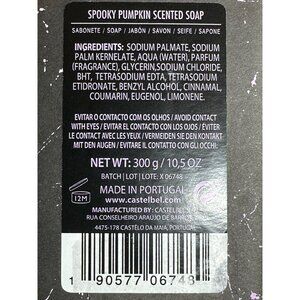 SPOOKY PUMPKIN SCENTED SOAP
SABONETE / SOAP / JABÓN / SAVON / SEIFE / SAPONE
INGREDIENTS: SODIUM PALMATE, SODIUM
PALM KERNELATE, AQUA (WATER), PARFUM
(FRAGRANCE), GLYCERIN, SODIUM CHLORIDE,
BHT, TETRASODIUM EDTA, TETRASODIUM
ETIDRONATE, BENZYL ALCOHOL, CINNAMAL,
COUMARIN, EUGENOL, LIMONENE.
EVITAR O CONTACTO COM OS OLHOS / AVOID CONTACT
WITH EYES / EVITAR EL CONTACTO CON LOS OJOS / EVITER
LE CONTACT AVEC LES YEUX / VERMEIDEN SIE DEN KONTAKT
MIT DEN AUGEN / EVITARE IL CONTATTO CON GLI OCCHI:
NET WT: 300 g / 10,5 OZ
BATCH | LOT | LOTE: X 06748
12M
MADE IN PORTUGAL
www.castelbel.com
MANUFACTURED BY: CASTELBEL
RUA CONSELHEIRO ARAÚJO DE BARROS
4475-178 CASTÊLO DA MAIA, PORTUGAL
1 90577 06748